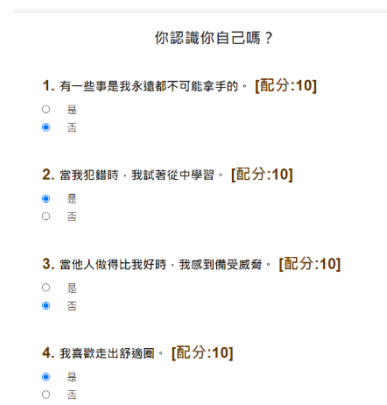 你認識你自己嗎？
1. 有一些事是我永遠都不可能拿手的。 [配分:10]
是
否
2. 當我犯錯時，我試著從中學習。 [配分:10]
是
否
3. 當他人做得比我好時，我感到備受威脅。 [配分:10]
是
否
4. 我喜歡走出舒適圈。 [配分:10]
是
否